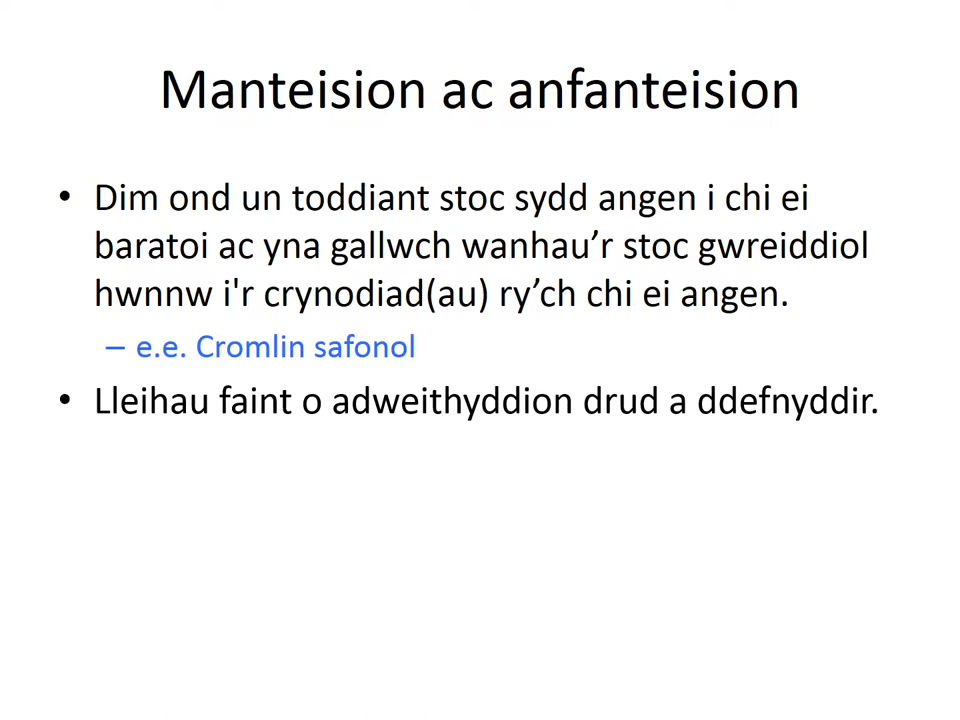 Manteision ac anfanteision
• Dim ond un toddiant stoc sydd angen i chi ei
baratoi ac yna gallwch wanhau’r stoc gwreiddiol
hwnnw i'r crynodiad(au) ry’ch chi ei angen.
– e.e. Cromlin safonol
• Lleihau faint o adweithyddion drud a ddefnyddir.